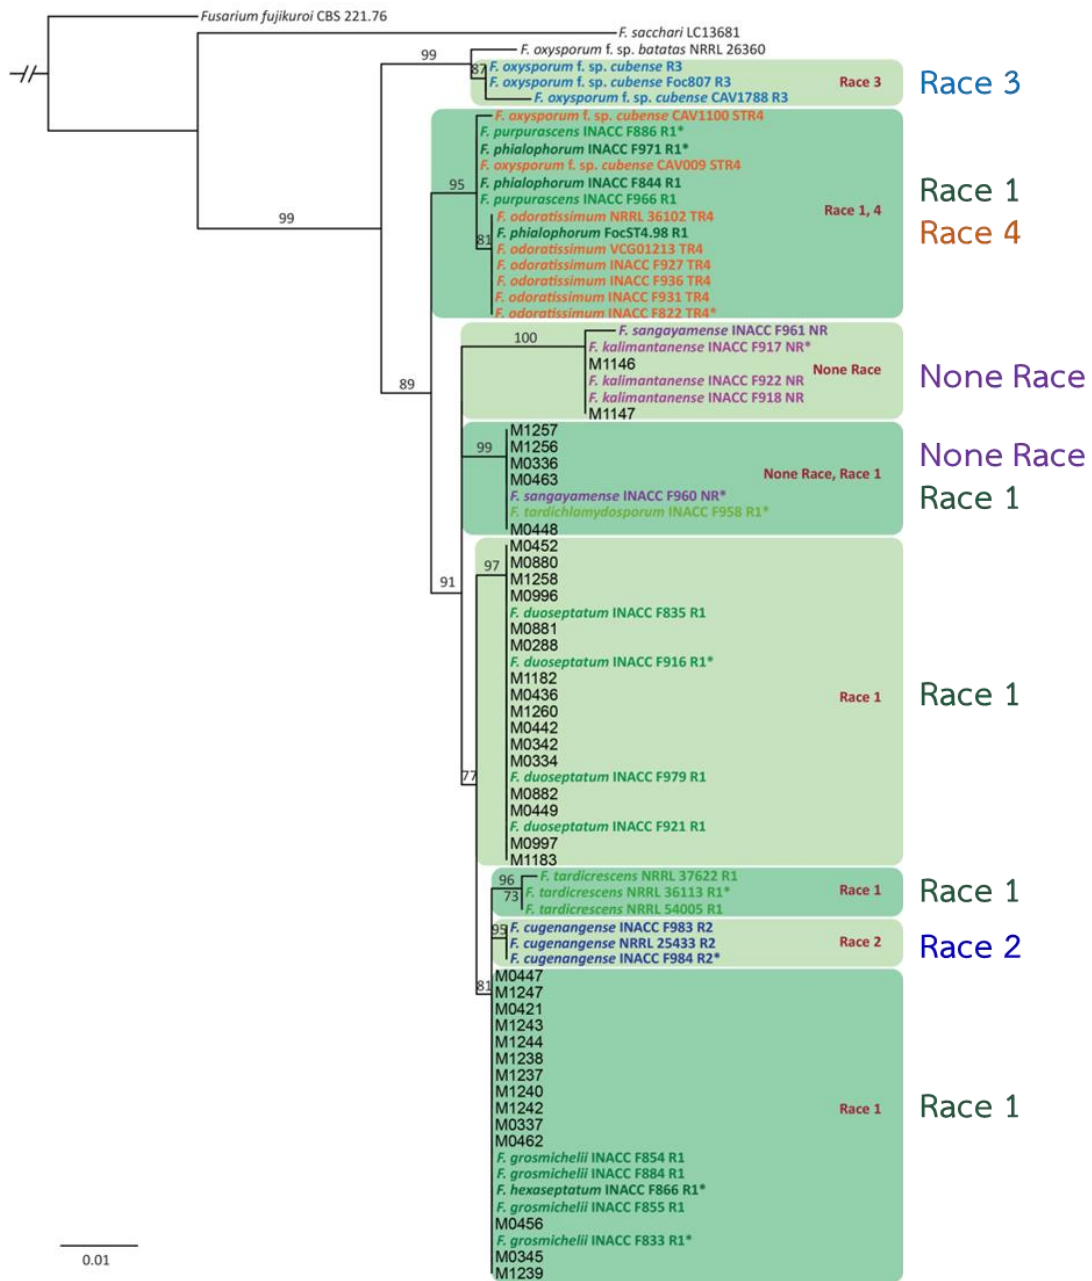 Fusarium fujikuroi CBS 221.76
F. sacchari LC13681
F. oxysporum f. sp. batatas NRRL 26360
99
87
F. oxysporum f. sp. cubense R3
F. oxysporum f. sp. cubense Foc807 R3
F. oxysporum f. sp. cubense CAV1788 R3
Race 3
Race 3
F. oxysporum f. sp. cubense CAV1100 STR4
F. purpurascens INACC F886 R1*
F. phialophorum INACC F971 R1*
F. oxysporum f. sp. cubense CAV009 STR4
95
F. phialophorum INACC F844 R1
F. purpurascens INACC F966 R1
Race 1, 4
Race 1
Race 4
99
F. odoratissimum NRRL 36102 TR4
F. phialophorum FocST4.98 R1
81
F. odoratissimum VCG01213 TR4
F. odoratissimum INACC F927 TR4
F. odoratissimum INACC F936 TR4
F. odoratissimum INACC F931 TR4
F. odoratissimum INACC F822 TR4*
F. sangayamense INACC F961 NR
100
F. kalimantanense INACC F917 NR*
M1146
None Race
None Race
F. kalimantanense INACC F922 NR
89
F. kalimantanense INACC F918 NR
M1147
M1257
99
M1256
M0336
M0463
None Race, Race 1
None Race
Race 1
F. sangayamense INACC F960 NR*
F. tardichlamydosporum INACC F958 R1*
M0448
M0452
M0880
97
M1258
91
M0996
F. duoseptatum INACC F835 R1
M0881
M0288
F. duoseptatum INACC F916 R1*
M1182
M0436
Race 1
Race 1
M1260
M0442
M0342
M0334
77
F. duoseptatum INACC F979 R1
M0882
M0449
F. duoseptatum INACC F921 R1
M0997
M1183
96
F. tardicrescens NRRL 37622 R1
73
F. tardicrescens NRRL 36113 R1*
F. tardicrescens NRRL 54005 R1
Race 1
Race 1
95
F. cugenangense INACC F983 R2
F. cugenangense NRRL 25433 R2
F. cugenangense INACC F984 R2*
Race 2
Race 2
M0447
81
M1247
M0421
M1243
M1244
M1238
M1237
M1240
M1242
Race 1
Race 1
M0337
M0462
F. grosmichelii INACC F854 R1
F. grosmichelii INACC F884 R1
F. hexaseptatum INACC F866 R1*
F. grosmichelii INACC F855 R1
M0456
F. grosmichelii INACC F833 R1*
M0345
M1239
0.01